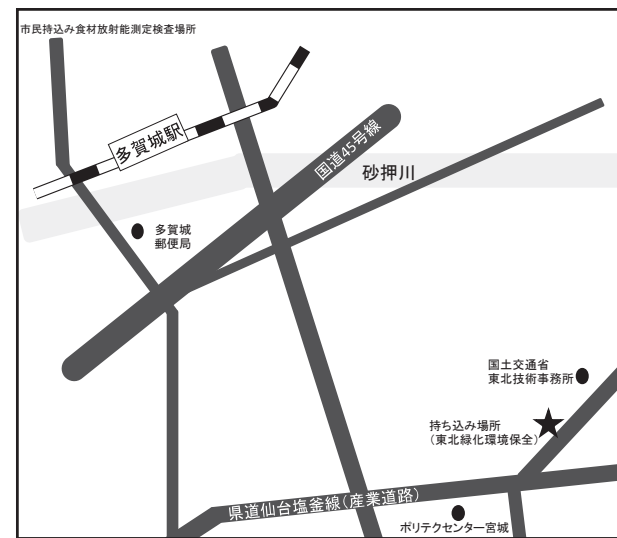 市民持込み食材放射能測定検査場所
多賀城駅
国道45号線
砂押川
多賀城
郵便局
国土交通省
東北技術事務所
持ち込み場所
(東北緑化環境保全)
県道仙台塩釜線(産業道路)
ポリテクセンター宮城